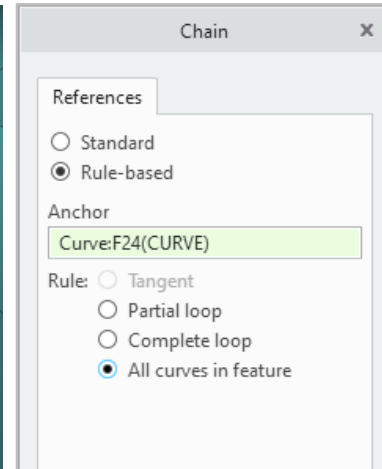 Chain
References
Standard
Rule-based
Anchor
Curve:F24(CURVE)
Rule: Tangent
Partial loop
Complete loop
All curves in feature